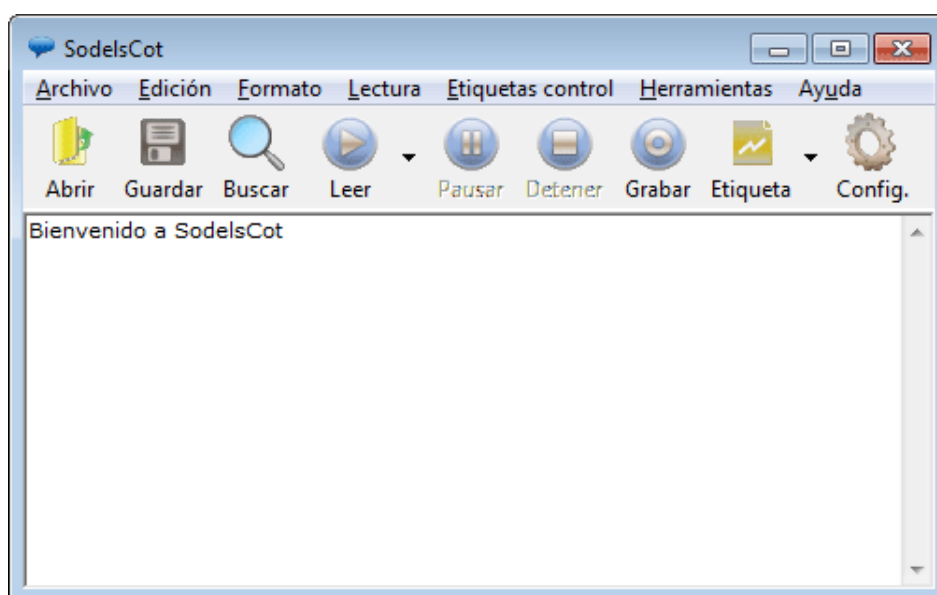 SodelsCot
Archivo Edición Formato Lectura Etiquetas control Herramientas Ayuda
Abrir Guardar Buscar Leer Pausar Detener Grabar Etiqueta Config.
Bienvenido a SodelsCot